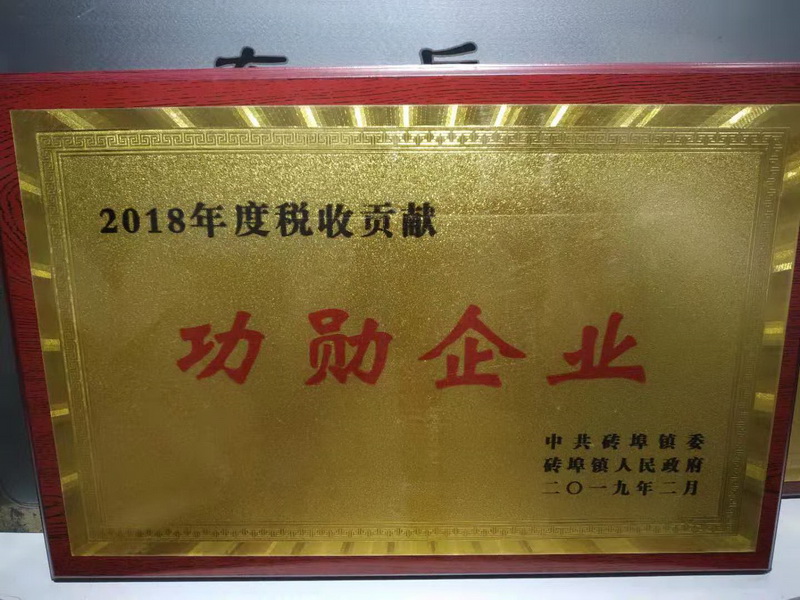 2018年度税收贡献
功勋企业
中共砖埠镇委
砖埠镇人民政府
二〇一九年二月